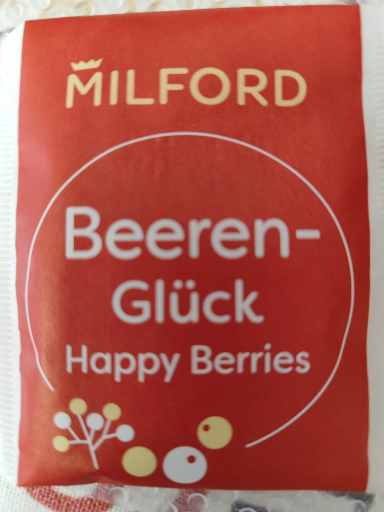 MILFORD
Beeren-
Glück
Happy Berries